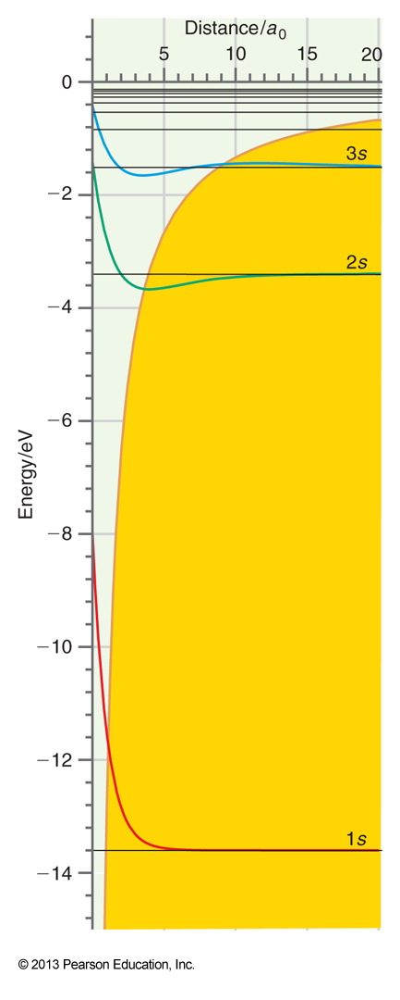 Distance/a₀
5 10 15 20
0
3s
−2
2s
−4
−6
Energy/eV
−8
−10
−12
1s
−14
© 2013 Pearson Education, Inc.